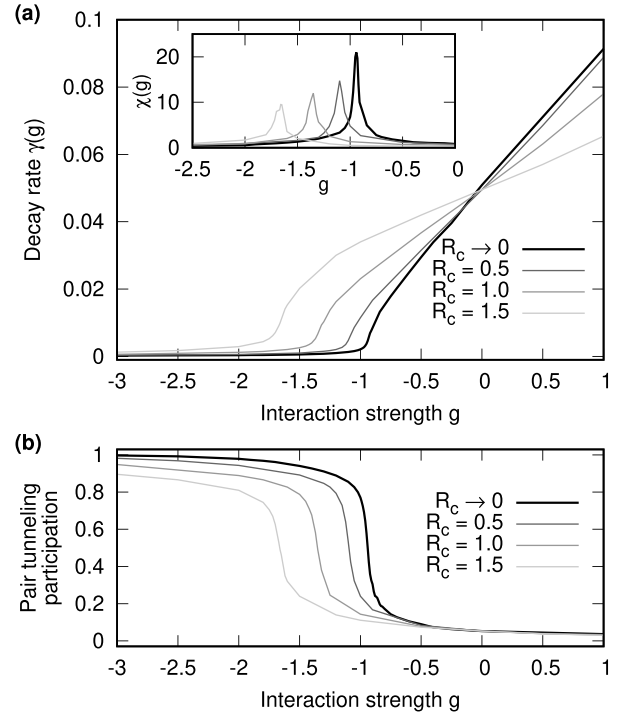 (a)
0.1
0.08
0.06
0.04
0.02
0
Decay rate γ(g)
20
10
0
χ(g)
-2.5 -2 -1.5 -1 -0.5 0
g
R_c → 0
R_c = 0.5
R_c = 1.0
R_c = 1.5
-3 -2.5 -2 -1.5 -1 -0.5 0 0.5 1
Interaction strength g
(b)
1
0.8
0.6
0.4
0.2
0
Pair tunneling
participation
R_c → 0
R_c = 0.5
R_c = 1.0
R_c = 1.5
-3 -2.5 -2 -1.5 -1 -0.5 0 0.5 1
Interaction strength g